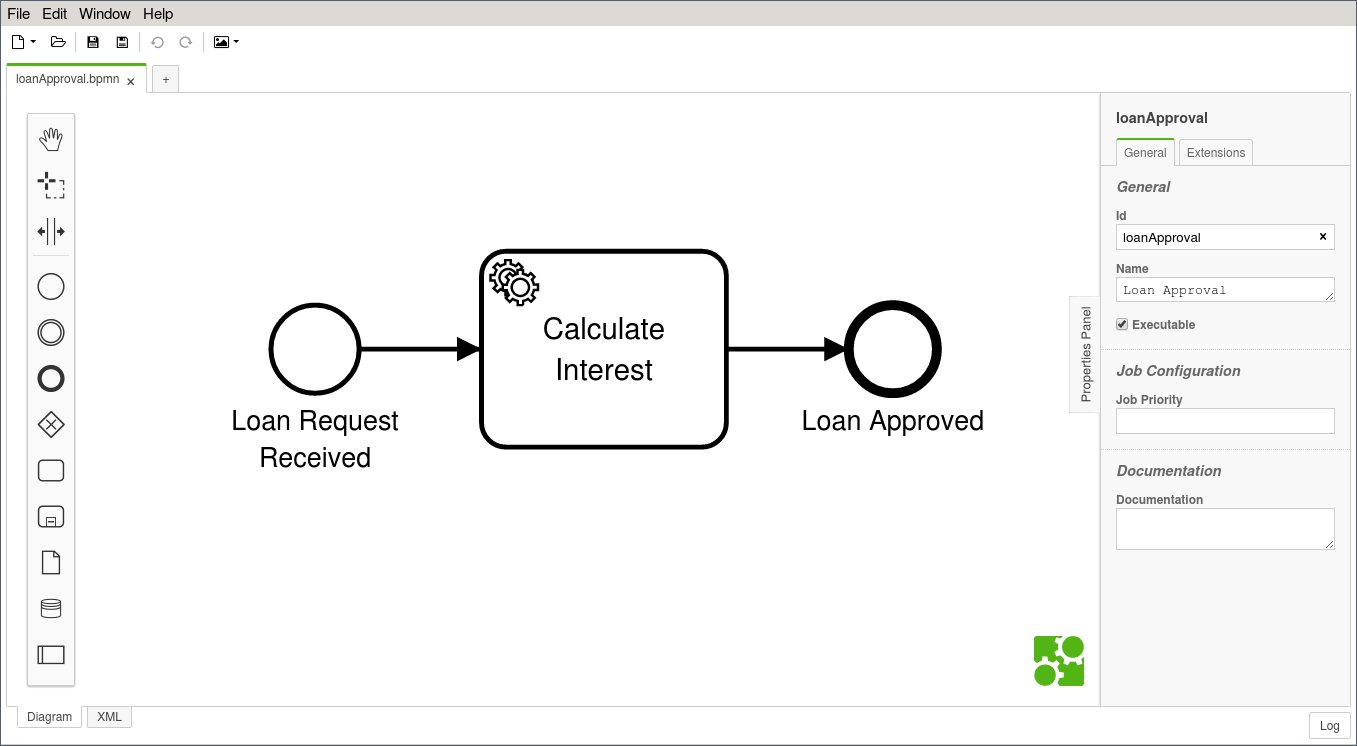 File Edit Window Help
loanApproval.bpmn × +
Calculate
Interest
Loan Request
Received
Loan Approved
Properties Panel
loanApproval
General Extensions
General
Id
loanApproval ×
Name
Loan Approval
Executable
Job Configuration
Job Priority
Documentation
Documentation
Diagram XML
Log